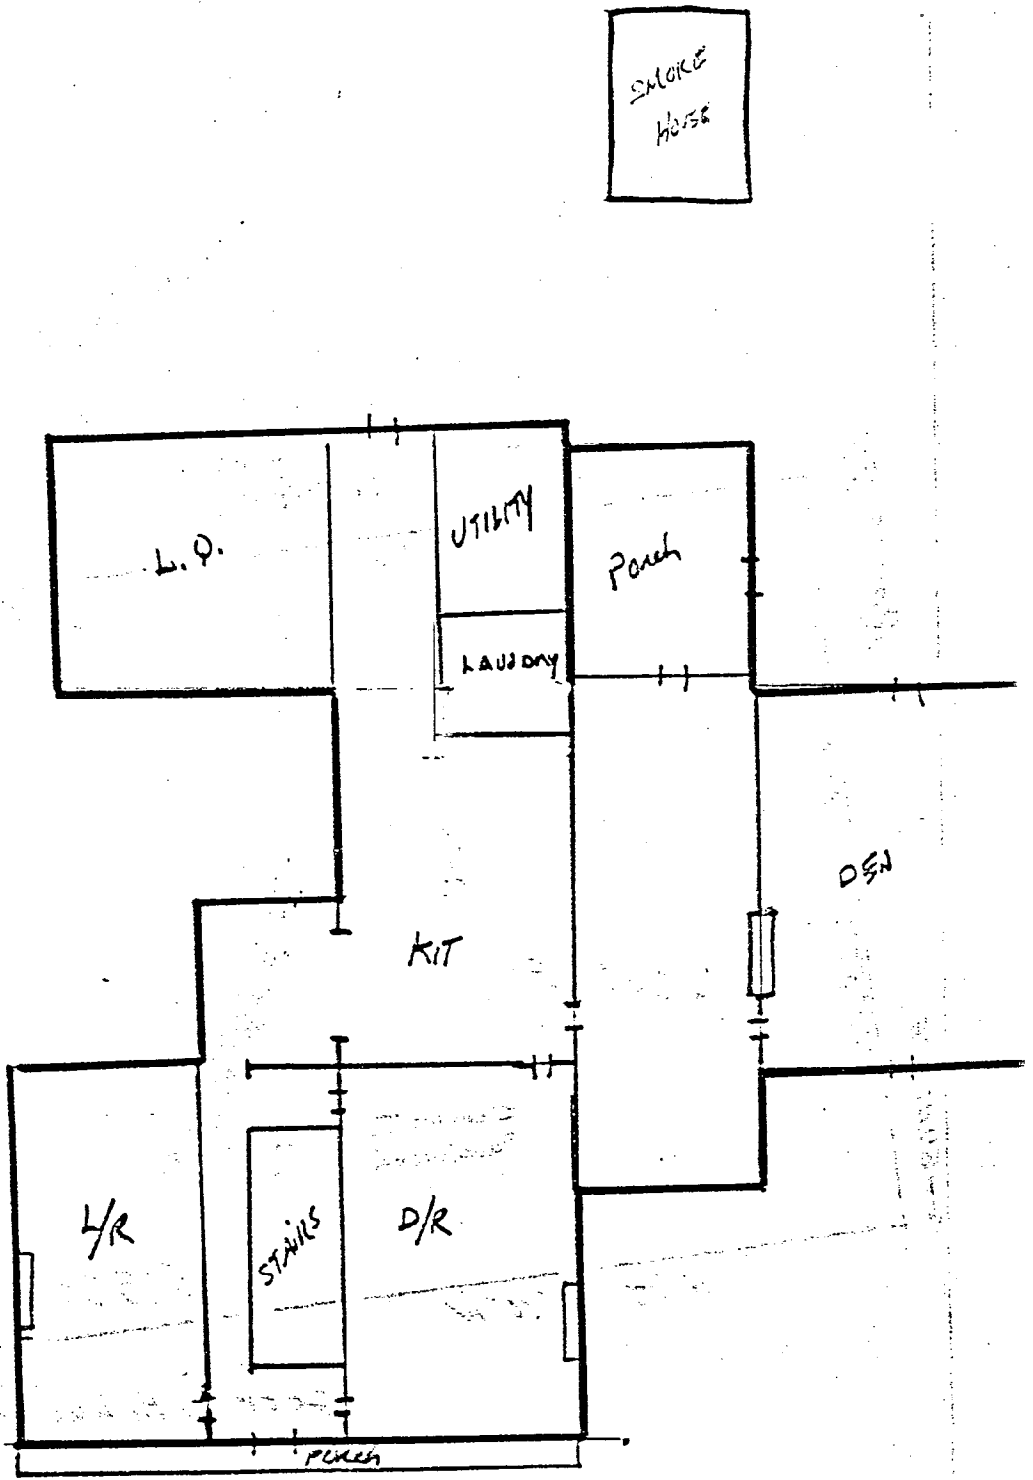 SMOKE
HOUSE
UTILITY
L.Q.
Porch
LAUNDRY
DEN
KIT
L/R
STAIRS
D/R
PORCH